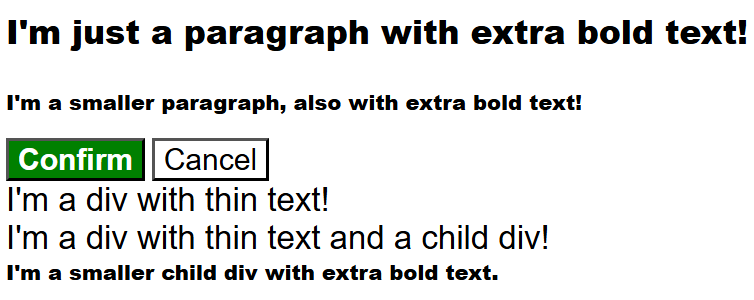 I'm just a paragraph with extra bold text!
I'm a smaller paragraph, also with extra bold text!
Confirm Cancel
I'm a div with thin text!
I'm a div with thin text and a child div!
I'm a smaller child div with extra bold text.